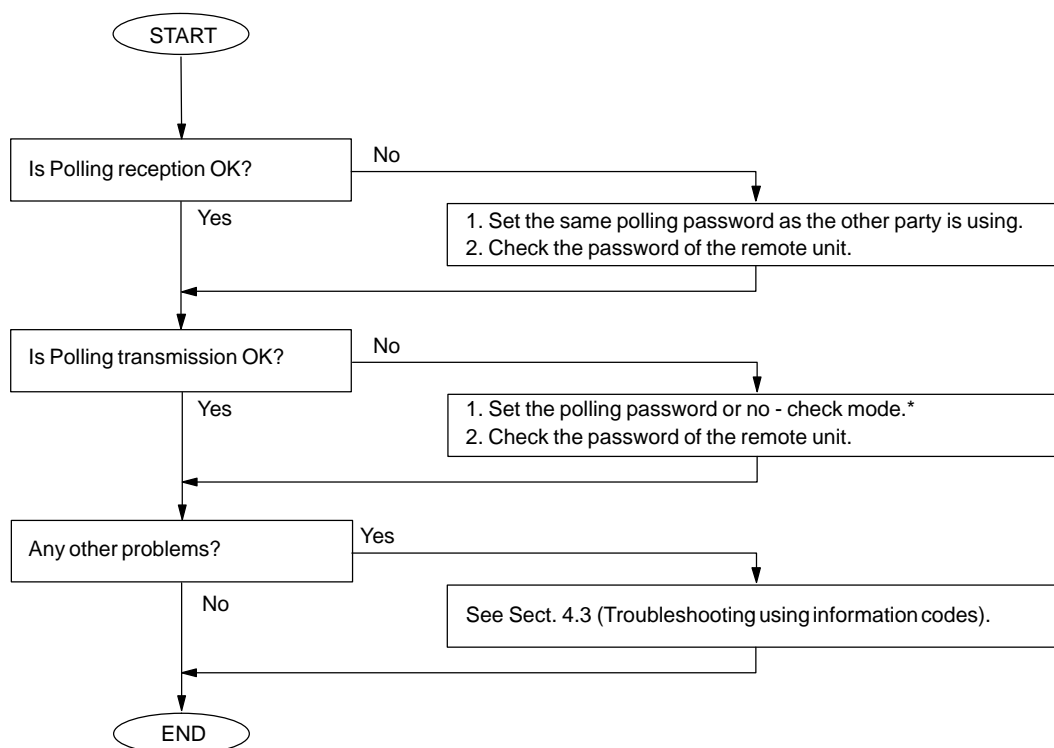 START
Is Polling reception OK?
No
Yes
1. Set the same polling password as the other party is using.
2. Check the password of the remote unit.
Is Polling transmission OK?
No
Yes
1. Set the polling password or no - check mode.*
2. Check the password of the remote unit.
Any other problems?
Yes
No
See Sect. 4.3 (Troubleshooting using information codes).
END